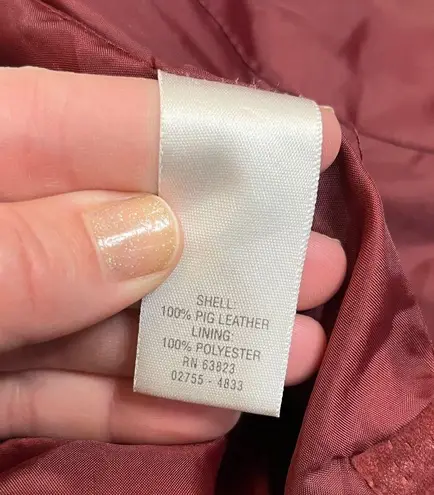 SHELL:
100% PIG LEATHER
LINING:
100% POLYESTER
RN 63823
02755 - 4833